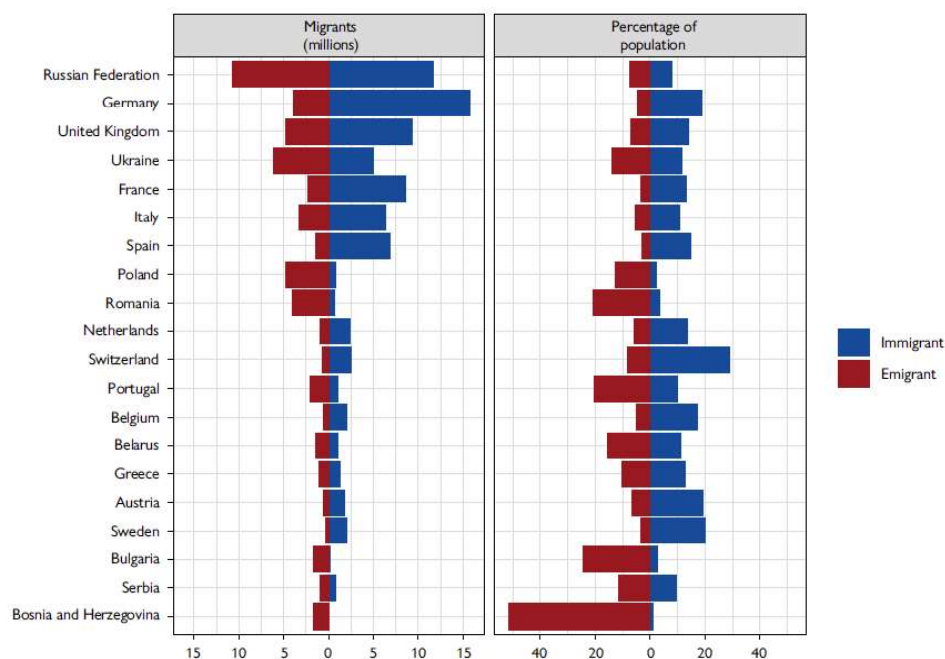 Migrants
(millions)
Percentage of
population
Russian Federation
Germany
United Kingdom
Ukraine
France
Italy
Spain
Poland
Romania
Netherlands
Switzerland
Portugal
Belgium
Belarus
Greece
Austria
Sweden
Bulgaria
Serbia
Bosnia and Herzegovina
15 10 5 0 5 10 15
40 20 0 20 40
Immigrant
Emigrant